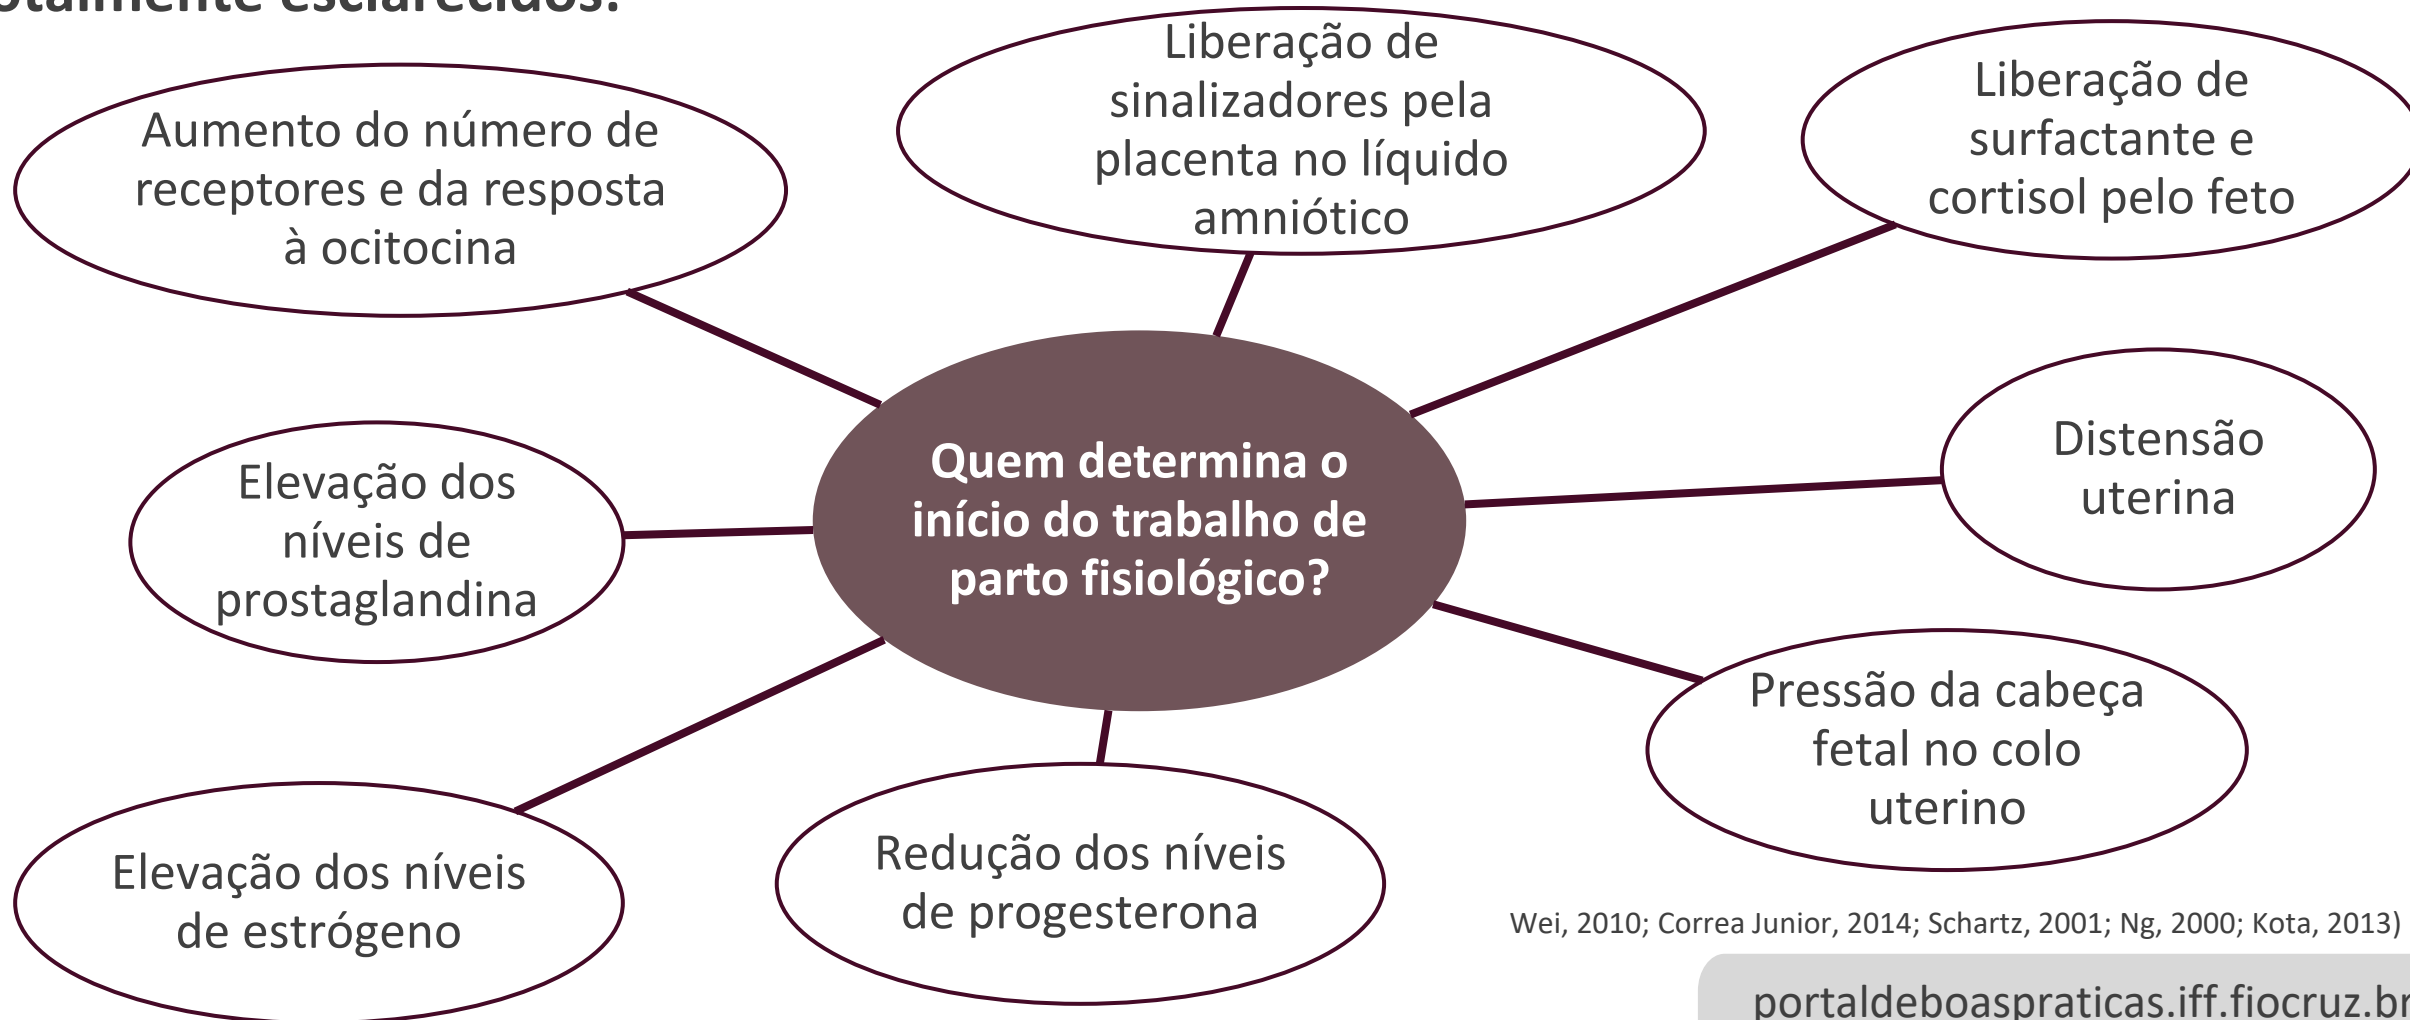 esclarecidos.
Liberação de
sinalizadores pela
placenta no líquido
amniótico
Liberação de
surfactante e
cortisol pelo feto
Aumento do número de
receptores e da resposta
à ocitocina
Distensão
uterina
Quem determina o
início do trabalho de
parto fisiológico?
Elevação dos
níveis de
prostaglandina
Pressão da cabeça
fetal no colo
uterino
Elevação dos níveis
de estrógeno
Redução dos níveis
de progesterona
Wei, 2010; Correa Junior, 2014; Schartz, 2001; Ng, 2000; Kota, 2013)
portaldeboaspraticas.iff.fiocruz.br